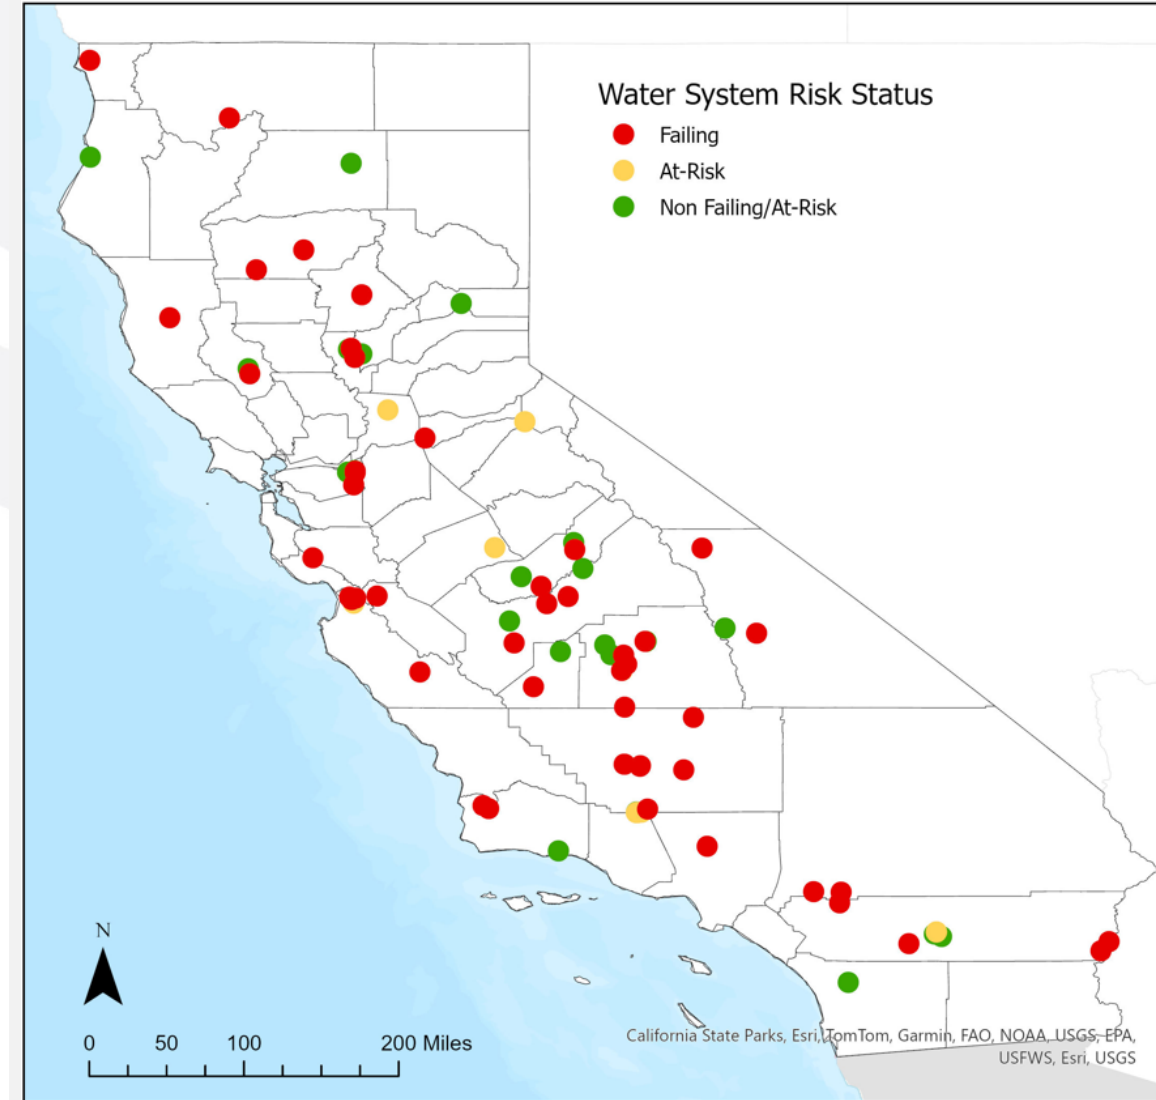 Water System Risk Status
Failing
At-Risk
Non Failing/At-Risk
N
0 50 100 200 Miles
California State Parks, Esri, TomTom, Garmin, FAO, NOAA, USGS, EPA,
USFWS, Esri, USGS